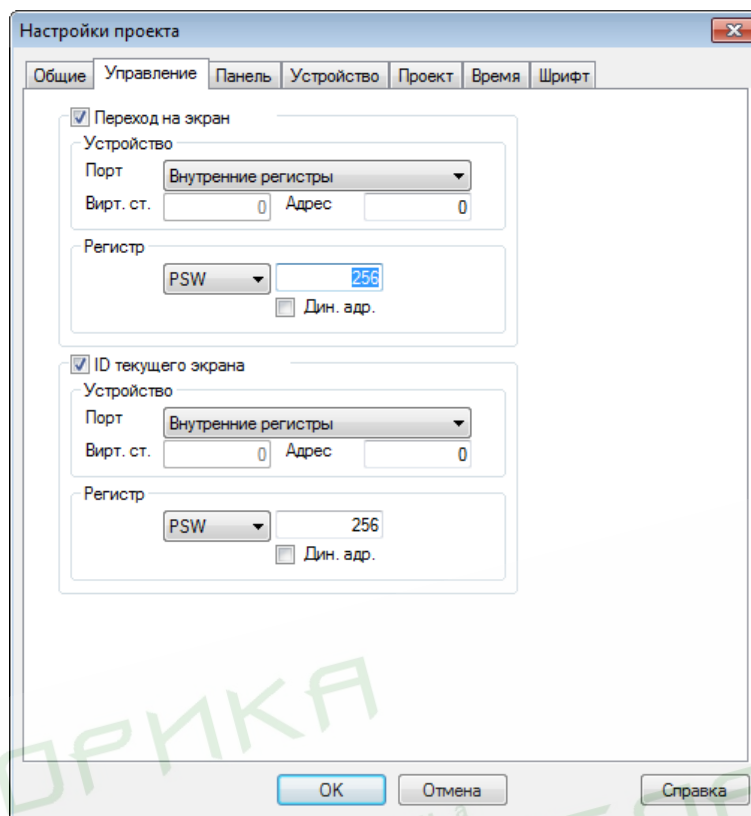 Настройки проекта
Общие Управление Панель Устройство Проект Время Шрифт
Переход на экран
Устройство
Порт Внутренние регистры
Вирт. ст. 0 Адрес 0
Регистр
PSW 256
Дин. адр.
ID текущего экрана
Устройство
Порт Внутренние регистры
Вирт. ст. 0 Адрес 0
Регистр
PSW 256
Дин. адр.
ОРИКА
OK Отмена Справка